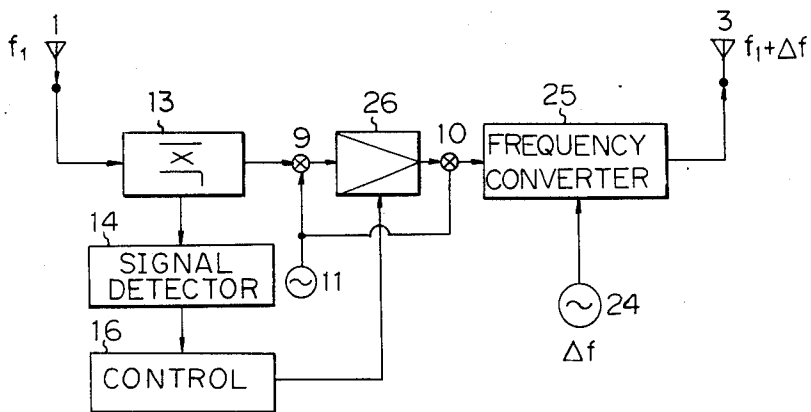 1
f₁
3
f₁+Δf
13
9
26
10
25
FREQUENCY
CONVERTER
14
SIGNAL
DETECTOR
11
24
Δf
16
CONTROL